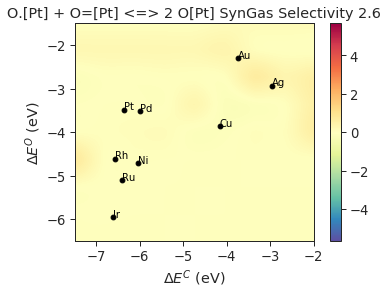 O.[Pt] + O=[Pt] <=> 2 O[Pt] SynGas Selectivity 2.6
−2
−3
−4
−5
−6
ΔE^O (eV)
Au
Ag
Pt
Pd
Cu
Rh
Ni
Ru
Ir
−7
−6
−5
−4
−3
−2
ΔE^C (eV)
4
2
0
−2
−4